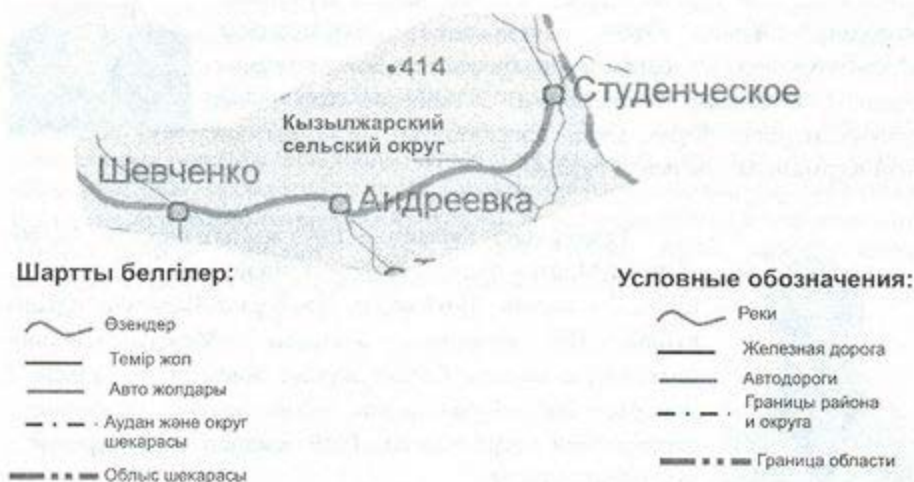 •414
Студенческое
Кызылжарский
сельский округ
Шевченко
Андреевка
Шартты белгілер:
Өзендер
Темір жол
Авто жолдары
Аудан және округ
шекарасы
Облыс шекарасы
Условные обозначения:
Реки
Железная дорога
Автодороги
Границы района
и округа
Граница области